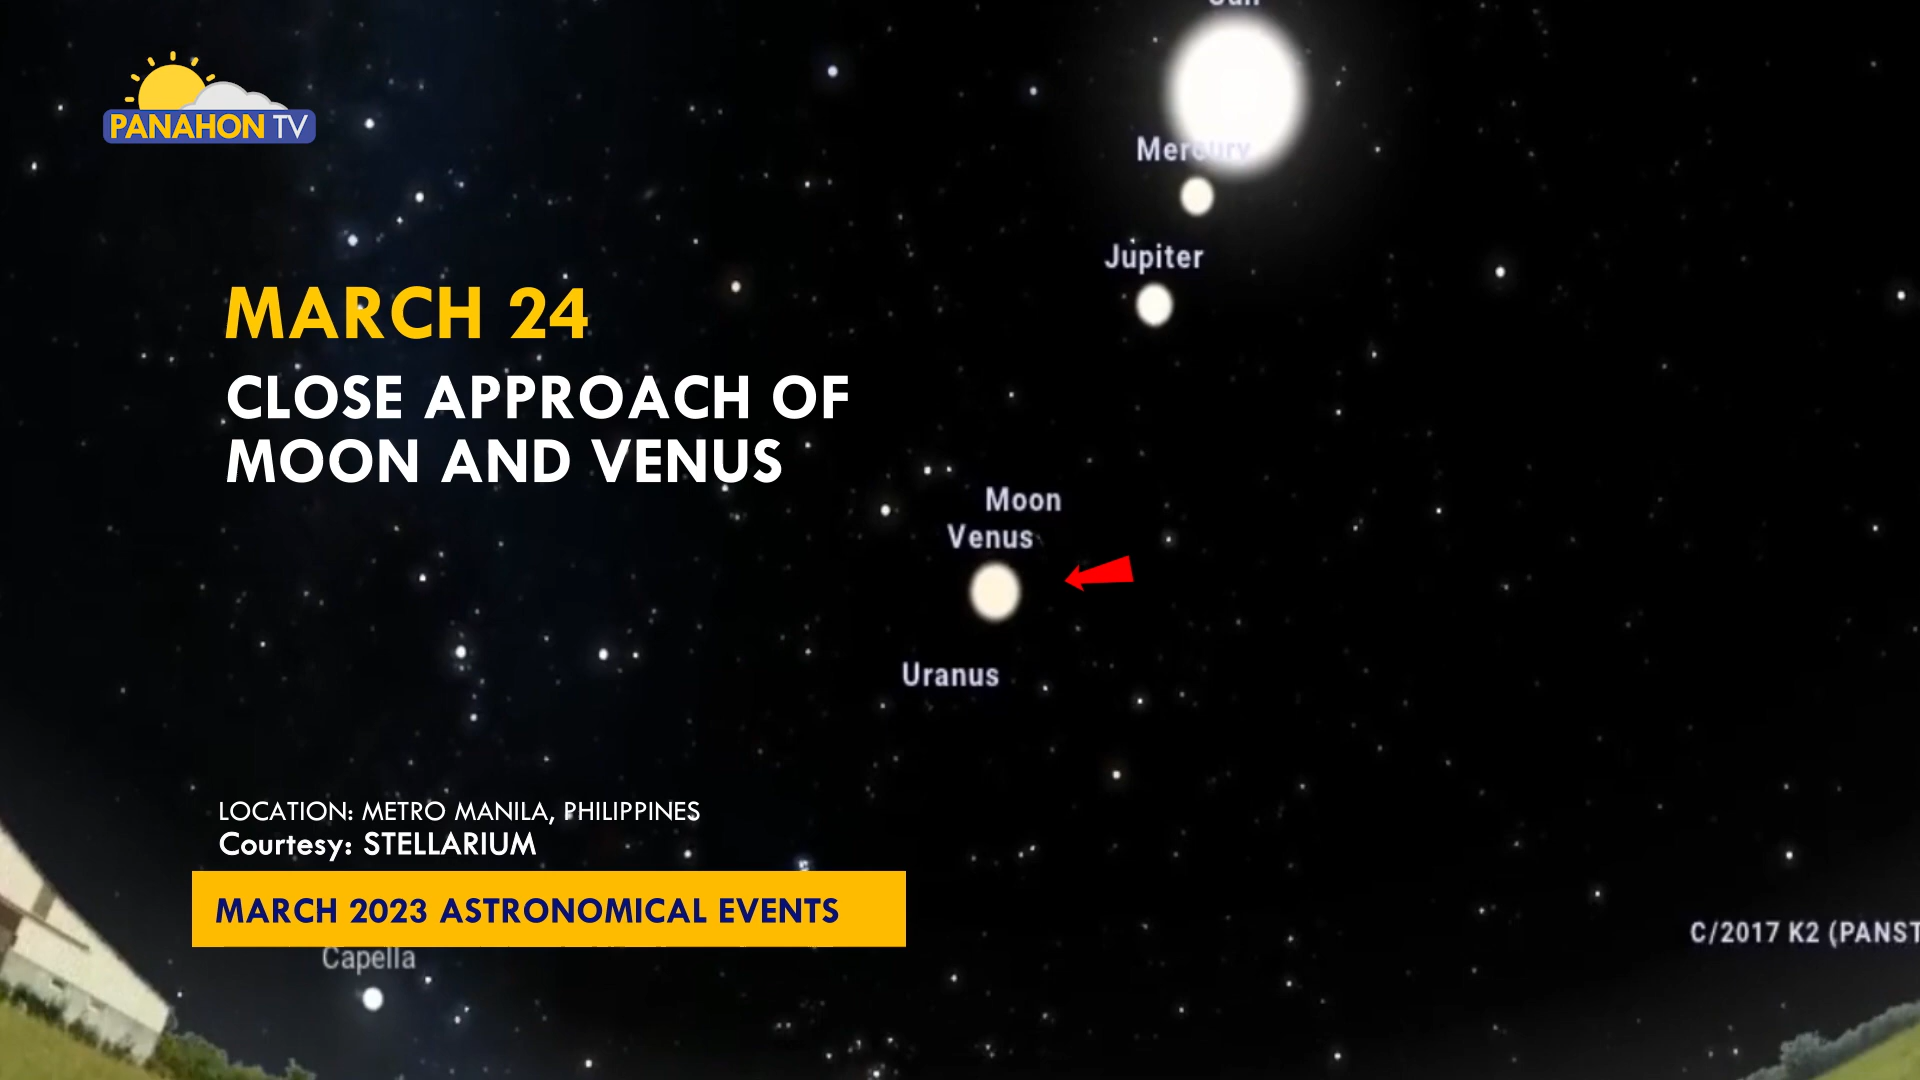 Sun
PANAHON TV
Mercury
Jupiter
MARCH 24
CLOSE APPROACH OF
MOON AND VENUS
Moon
Venus
Uranus
LOCATION: METRO MANILA, PHILIPPINES
Courtesy: STELLARIUM
MARCH 2023 ASTRONOMICAL EVENTS
C/2017 K2 (PANST
Capella